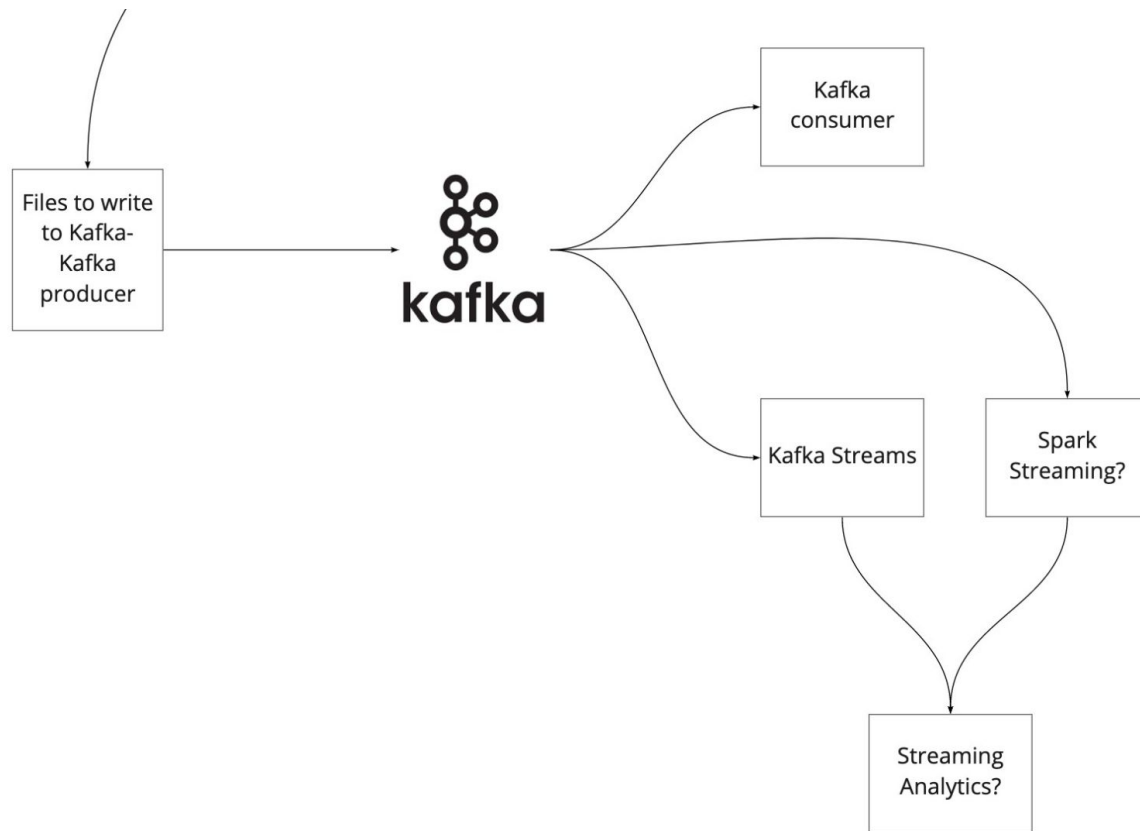 Kafka
consumer
Files to write
to Kafka-
Kafka
producer
kafka
Kafka Streams
Spark
Streaming?
Streaming
Analytics?